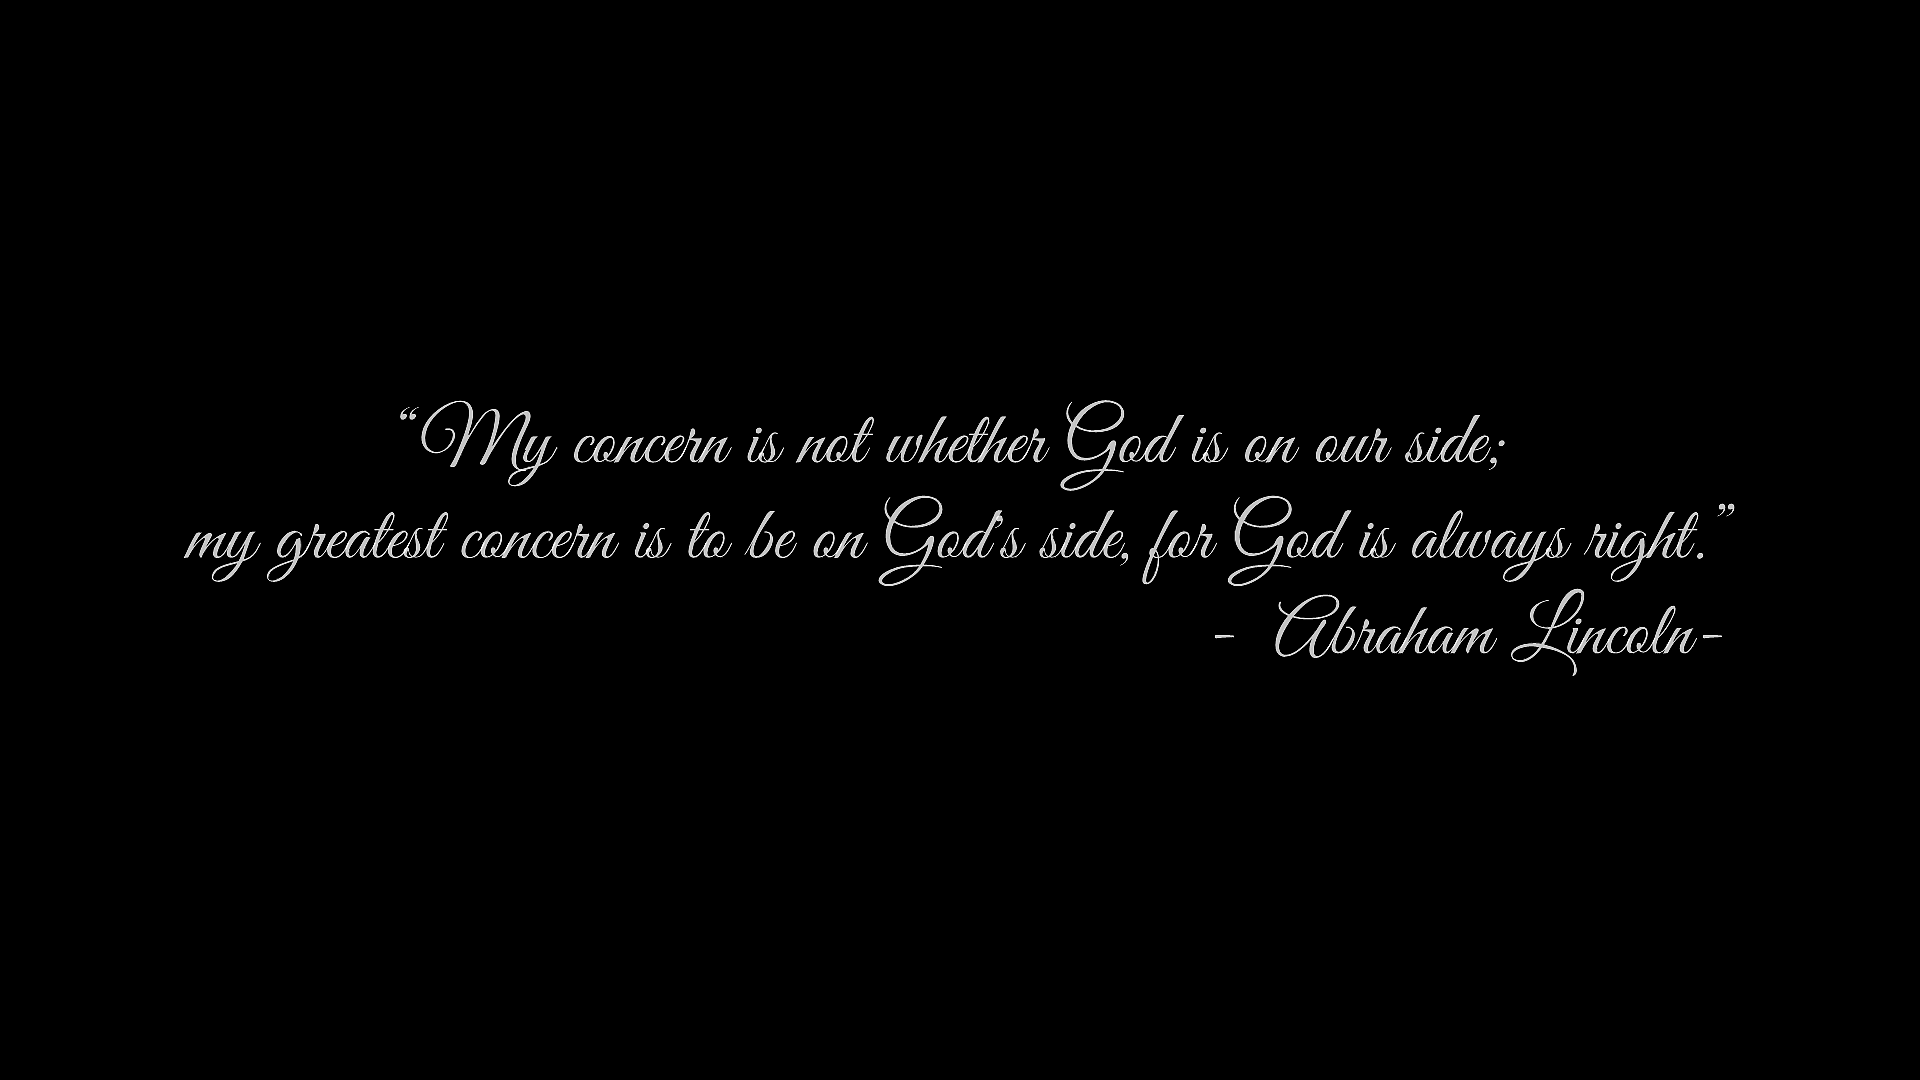 “My concern is not whether God is on our side;
my greatest concern is to be on God's side, for God is always right.”
- Abraham Lincoln-